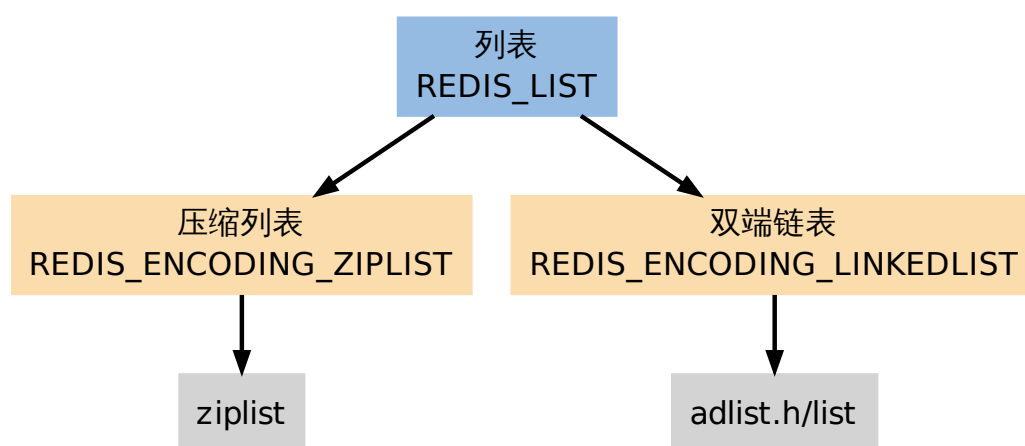 列表
REDIS_LIST
压缩列表
REDIS_ENCODING_ZIPLIST
双端链表
REDIS_ENCODING_LINKEDLIST
ziplist
adlist.h/list